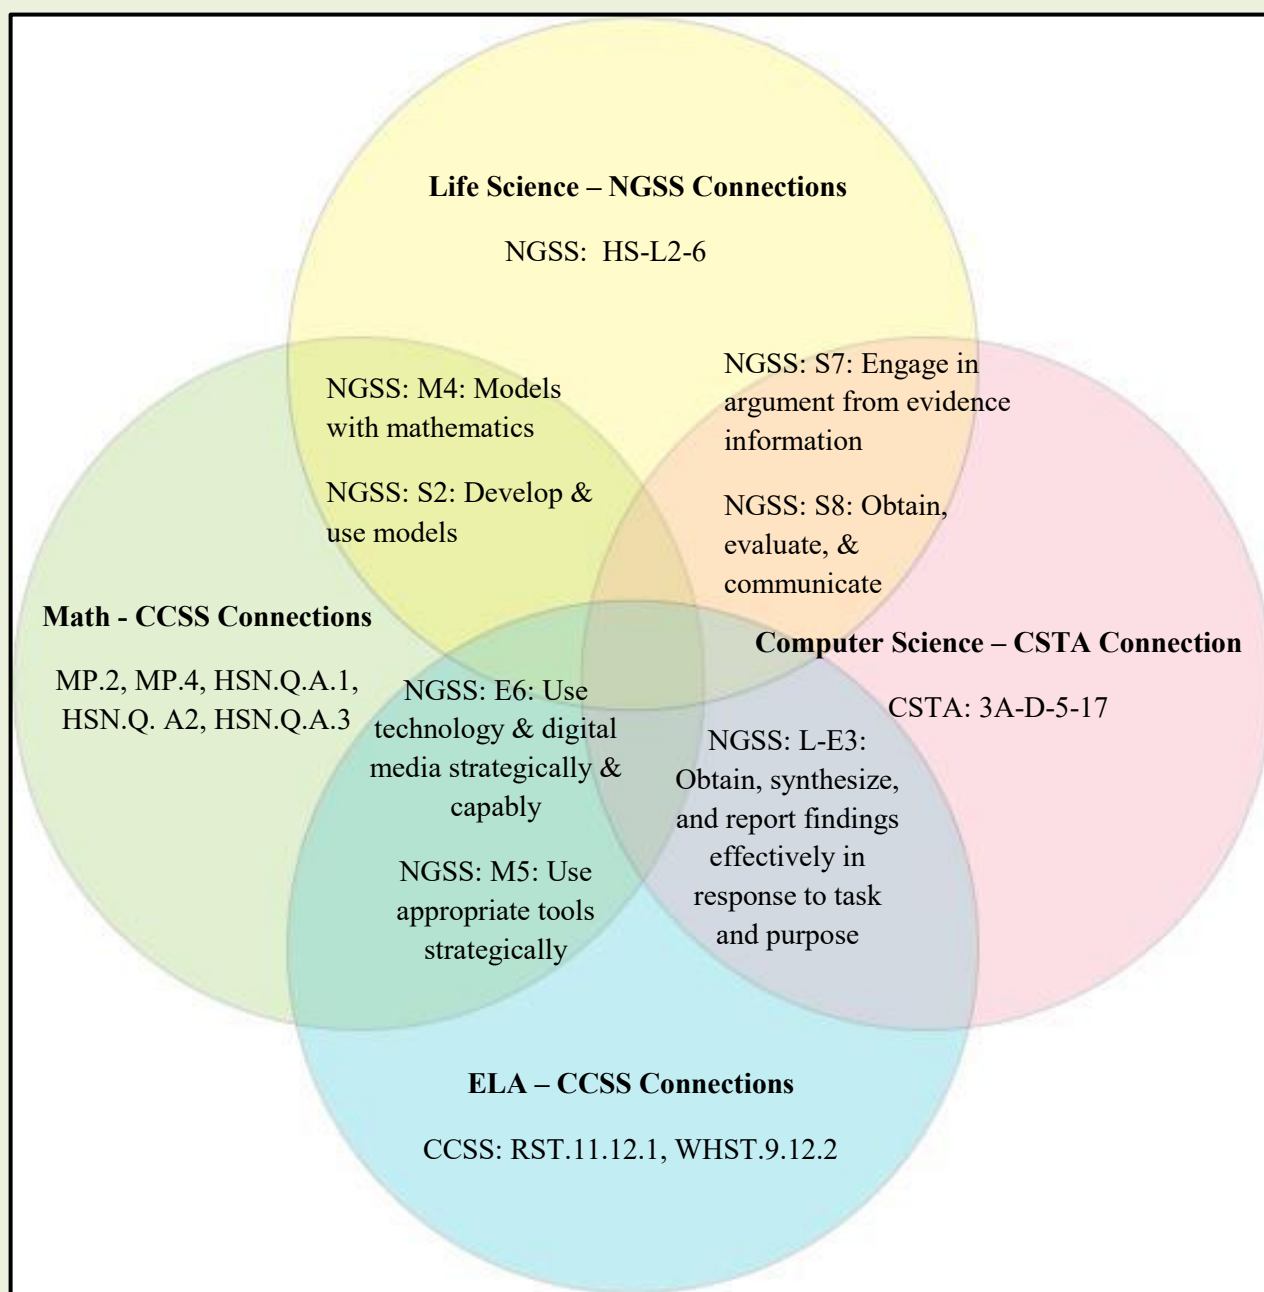 Life Science – NGSS Connections
NGSS:  HS-L2-6
NGSS: M4: Models
with mathematics
NGSS: S2: Develop &
use models
NGSS: S7: Engage in
argument from evidence
information
NGSS: S8: Obtain,
evaluate, &
communicate
Math - CCSS Connections
MP.2, MP.4, HSN.Q.A.1,
HSN.Q. A2, HSN.Q.A.3
Computer Science – CSTA Connection
CSTA: 3A-D-5-17
NGSS: E6: Use
technology & digital
media strategically &
capably
NGSS: M5: Use
appropriate tools
strategically
NGSS: L-E3:
Obtain, synthesize,
and report findings
effectively in
response to task
and purpose
ELA – CCSS Connections
CCSS: RST.11.12.1, WHST.9.12.2